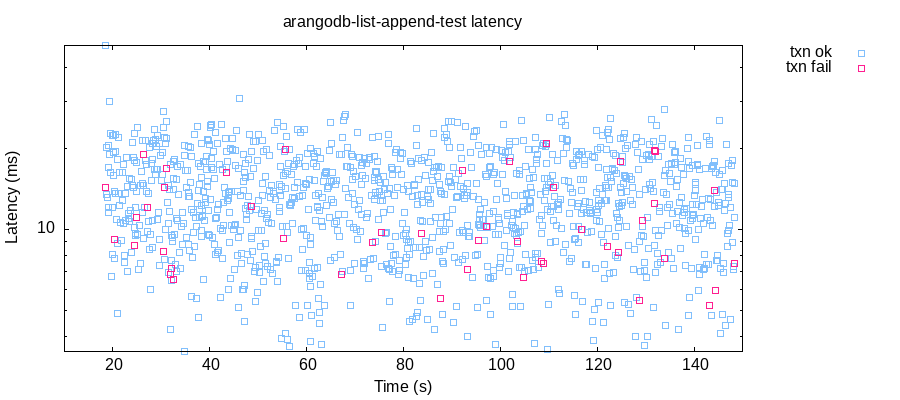 arangodb-list-append-test latency
txn ok
txn fail
Latency (ms)
10
20
40
60
80
100
120
140
Time (s)